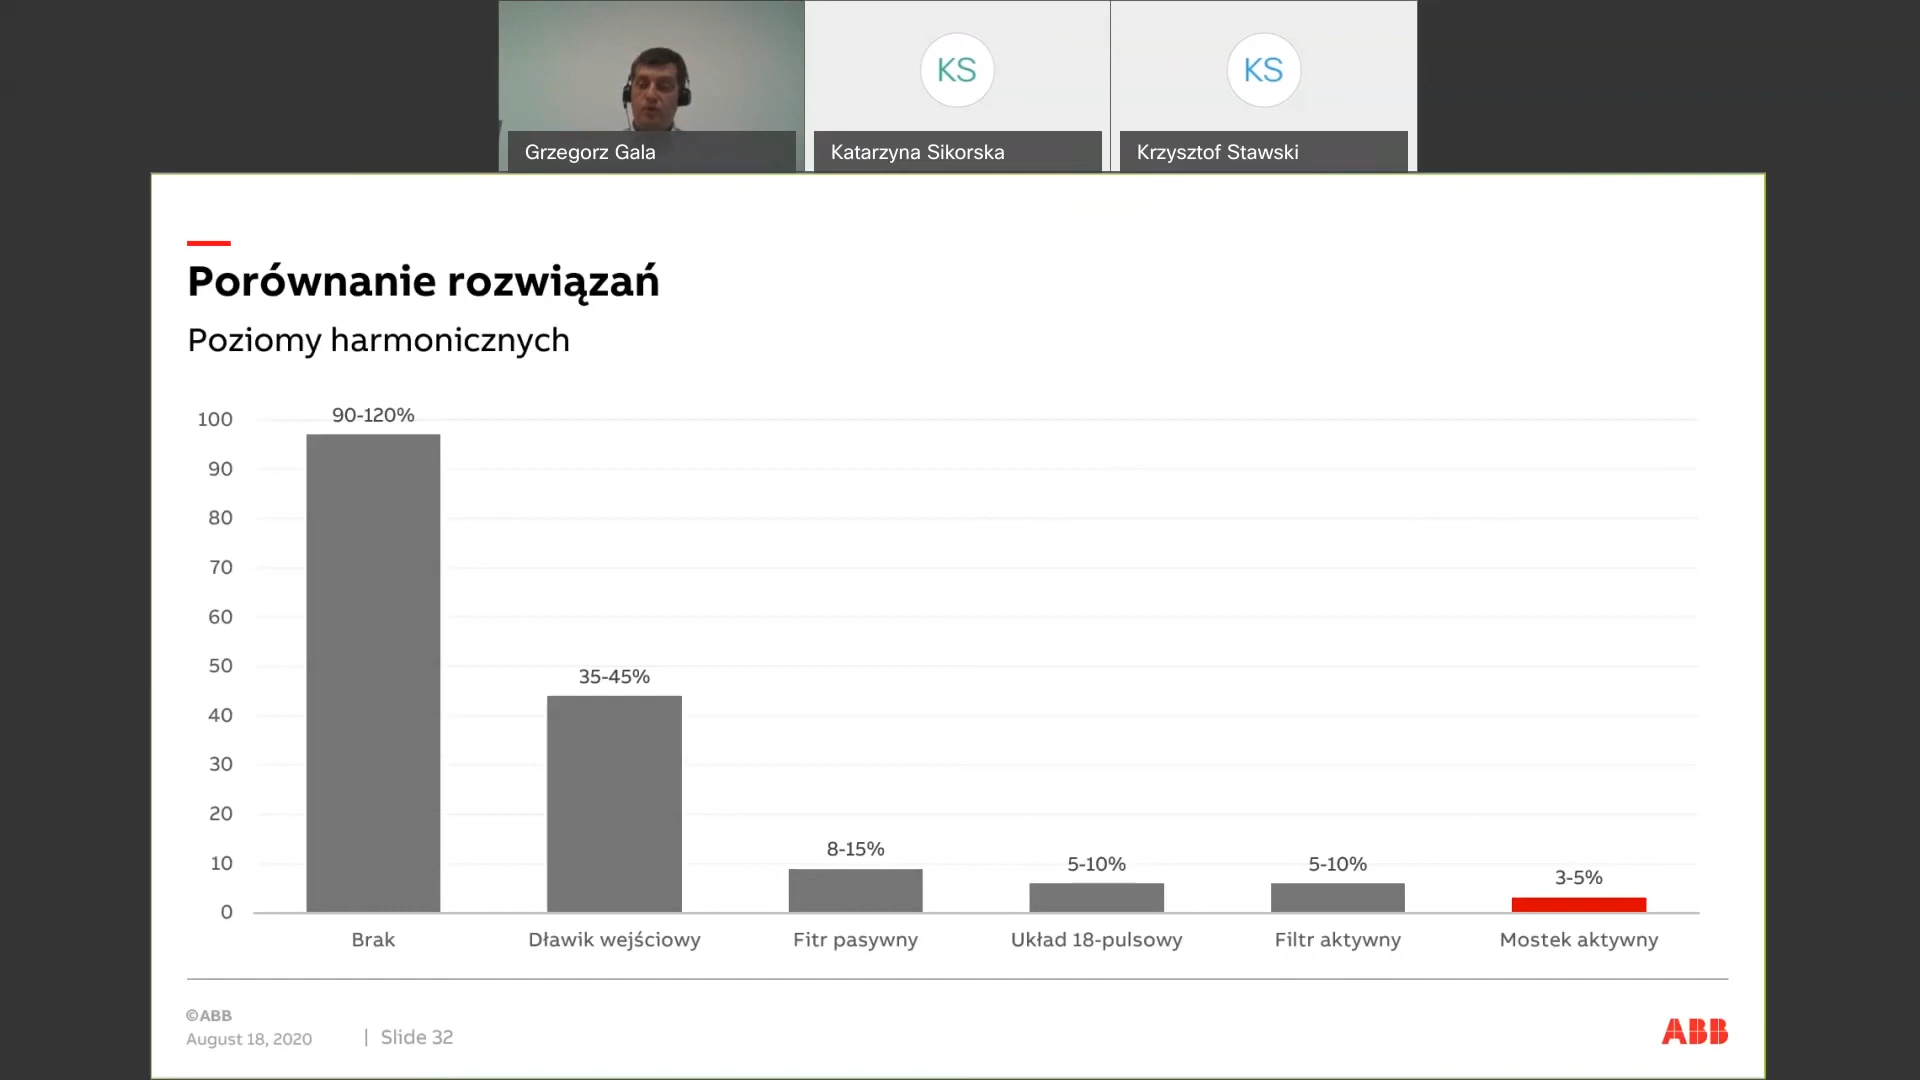 KS
KS
Grzegorz Gala
Katarzyna Sikorska
Krzysztof Stawski
Porównanie rozwiązań
Poziomy harmonicznych
100
90
80
70
60
50
40
30
20
10
0
90-120%
35-45%
8-15%
5-10%
5-10%
3-5%
Brak
Dławik wejściowy
Fitr pasywny
Układ 18-pulsowy
Filtr aktywny
Mostek aktywny
©ABB
August 18, 2020
| Slide 32
ABB